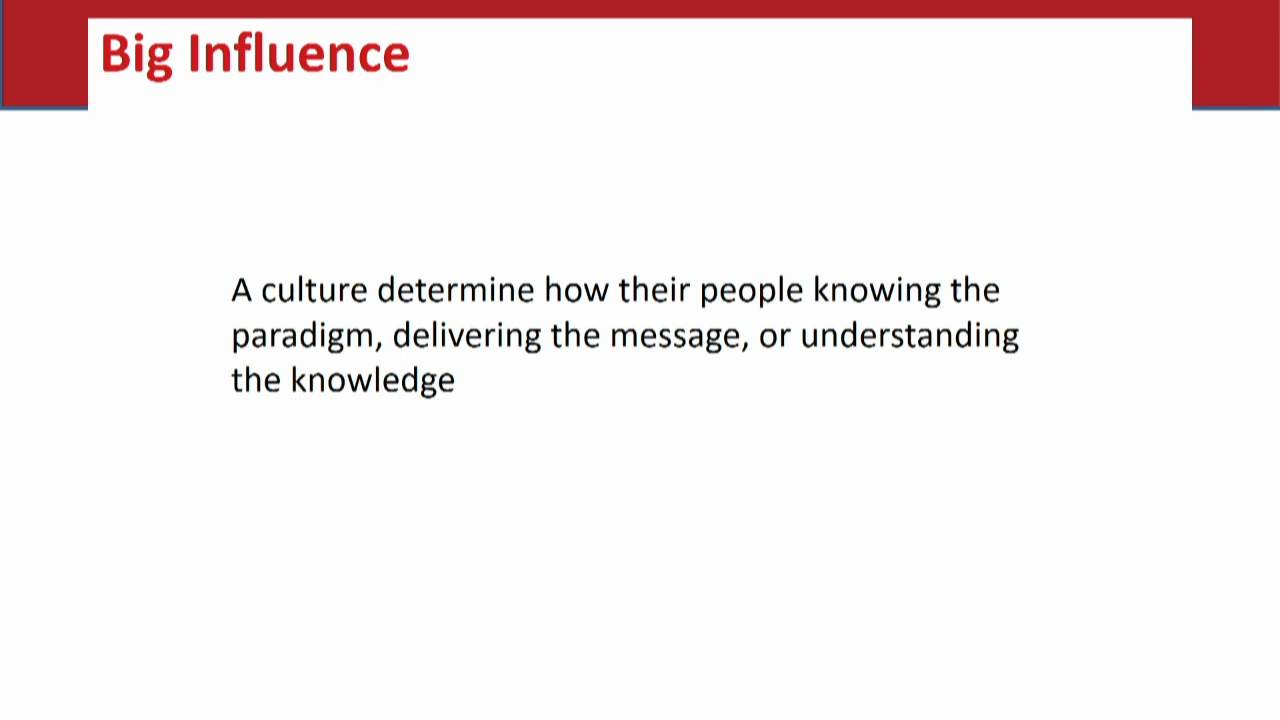 Big Influence
A culture determine how their people knowing the
paradigm, delivering the message, or understanding
the knowledge